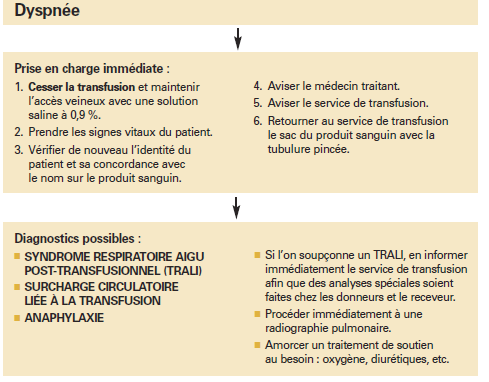 Dyspnée
Prise en charge immédiate :
1. Cesser la transfusion et maintenir
l'accès veineux avec une solution
saline à 0,9 %.
2. Prendre les signes vitaux du patient.
3. Vérifier de nouveau l'identité du
patient et sa concordance avec
le nom sur le produit sanguin.
4. Aviser le médecin traitant.
5. Aviser le service de transfusion.
6. Retourner au service de transfusion
le sac du produit sanguin avec la
tubulure pincée.
Diagnostics possibles :
■ SYNDROME RESPIRATOIRE AIGU
POST-TRANSFUSIONNEL (TRALI)
■ SURCHARGE CIRCULATOIRE
LIÉE À LA TRANSFUSION
■ ANAPHYLAXIE
■ Si l'on soupçonne un TRALI, en informer
immédiatement le service de transfusion
afin que des analyses spéciales soient
faites chez les donneurs et le receveur.
■ Procéder immédiatement à une
radiographie pulmonaire.
■ Amorcer un traitement de soutien
au besoin : oxygène, diurétiques, etc.